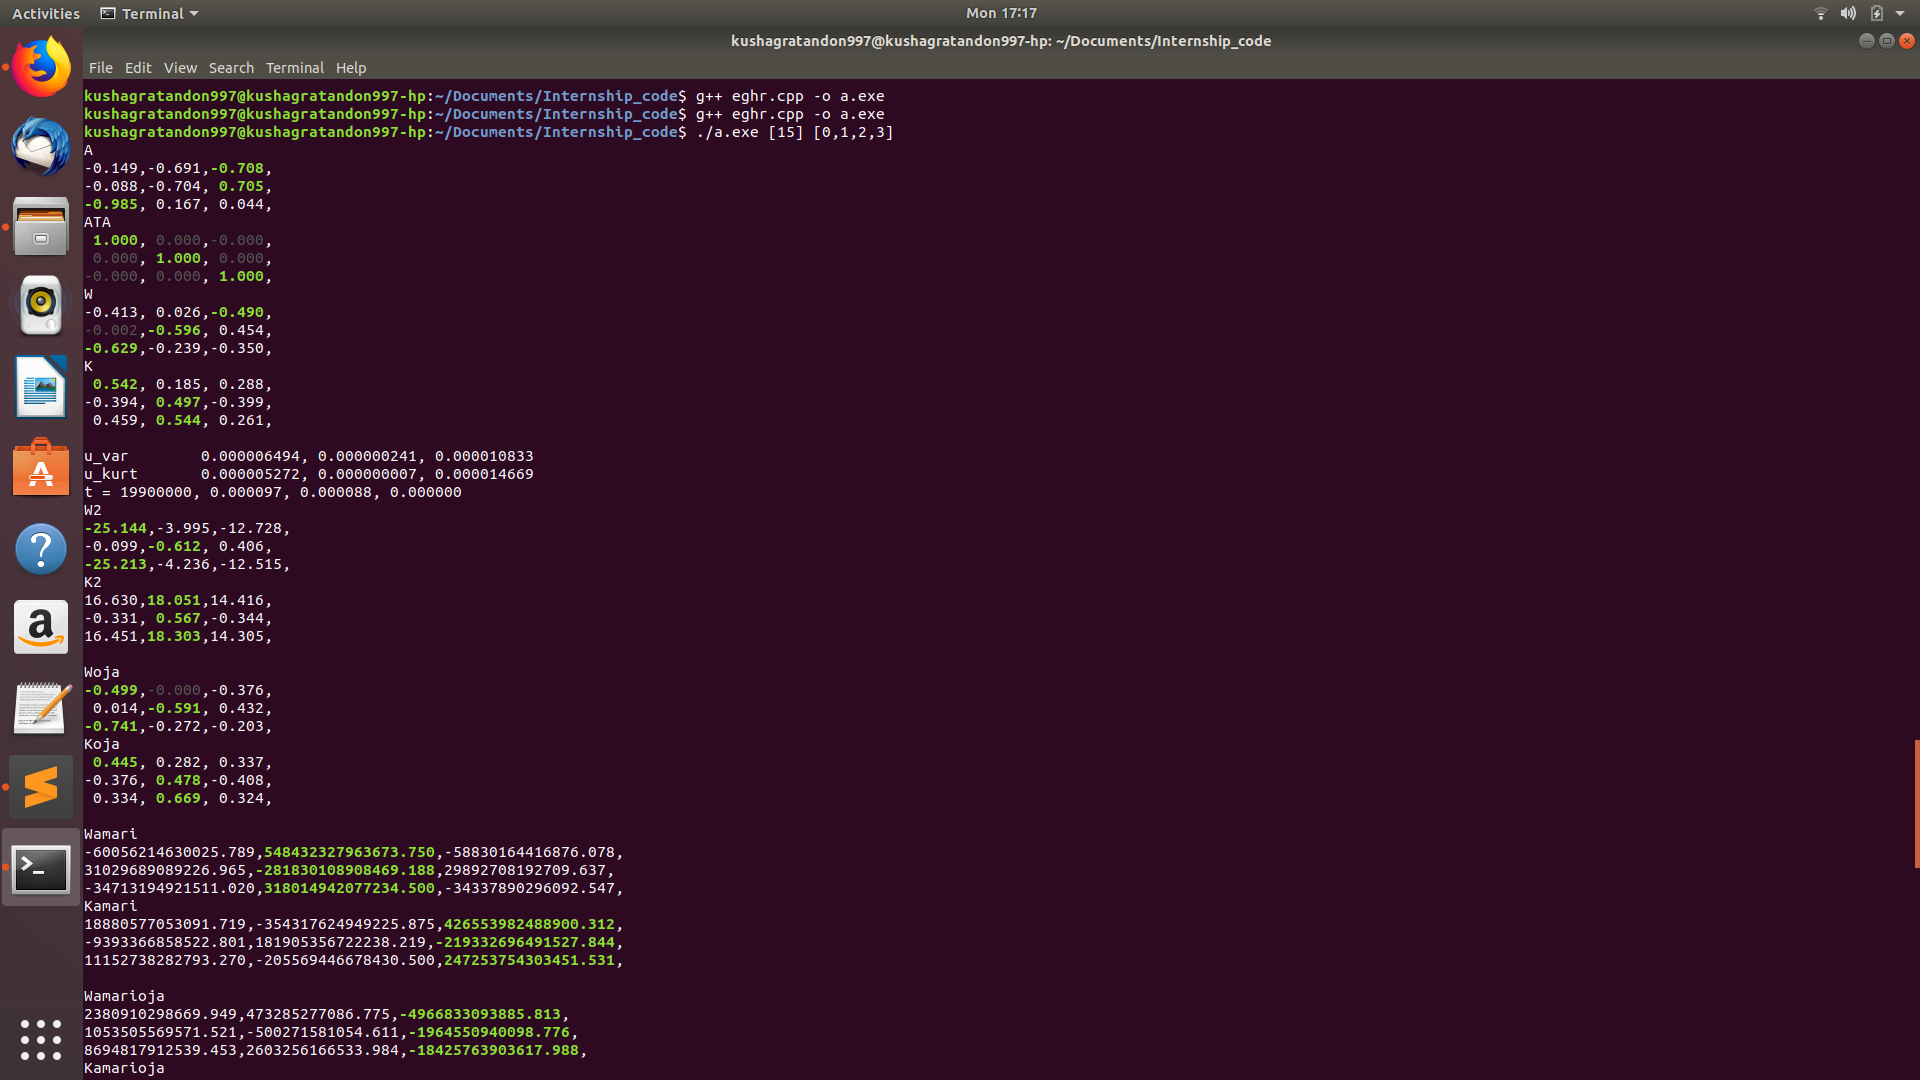 Activities Terminal Mon 17:17
kushagratandon997@kushagratandon997-hp: ~/Documents/Internship_code
File Edit View Search Terminal Help
kushagratandon997@kushagratandon997-hp:~/Documents/Internship_code$ g++ eghr.cpp -o a.exe
kushagratandon997@kushagratandon997-hp:~/Documents/Internship_code$ g++ eghr.cpp -o a.exe
kushagratandon997@kushagratandon997-hp:~/Documents/Internship_code$ ./a.exe [15] [0,1,2,3]
A
-0.149,-0.691,-0.708,
-0.088,-0.704, 0.705,
-0.985, 0.167, 0.044,
ATA
 1.000, 0.000,-0.000,
 0.000, 1.000, 0.000,
-0.000, 0.000, 1.000,
W
-0.413, 0.026,-0.490,
-0.002,-0.596, 0.454,
-0.629,-0.239,-0.350,
K
 0.542, 0.185, 0.288,
-0.394, 0.497,-0.399,
 0.459, 0.544, 0.261,
u_var        0.000006494, 0.000000241, 0.000010833
u_kurt       0.000005272, 0.000000007, 0.000014669
t = 19900000, 0.000097, 0.000088, 0.000000
W2
-25.144,-3.995,-12.728,
-0.099,-0.612, 0.406,
-25.213,-4.236,-12.515,
K2
16.630,18.051,14.416,
-0.331, 0.567,-0.344,
16.451,18.303,14.305,
Woja
-0.499,-0.000,-0.376,
 0.014,-0.591, 0.432,
-0.741,-0.272,-0.203,
Koja
 0.445, 0.282, 0.337,
-0.376, 0.478,-0.408,
 0.334, 0.669, 0.324,
Wamari
-60056214630025.789,548432327963673.750,-58830164416876.078,
31029689089226.965,-281830108908469.188,29892708192709.637,
-34713194921511.020,318014942077234.500,-34337890296092.547,
Kamari
18880577053091.719,-354317624949225.875,426553982488900.312,
-9393366858522.801,181905356722238.219,-219332696491527.844,
11152738282793.270,-205569446678430.500,247253754303451.531,
Wamarioja
2380910298669.949,473285277086.775,-4966833093885.813,
1053505569571.521,-500271581054.611,-1964550940098.776,
8694817912539.453,2603256166533.984,-18425763903617.988,
Kamarioja